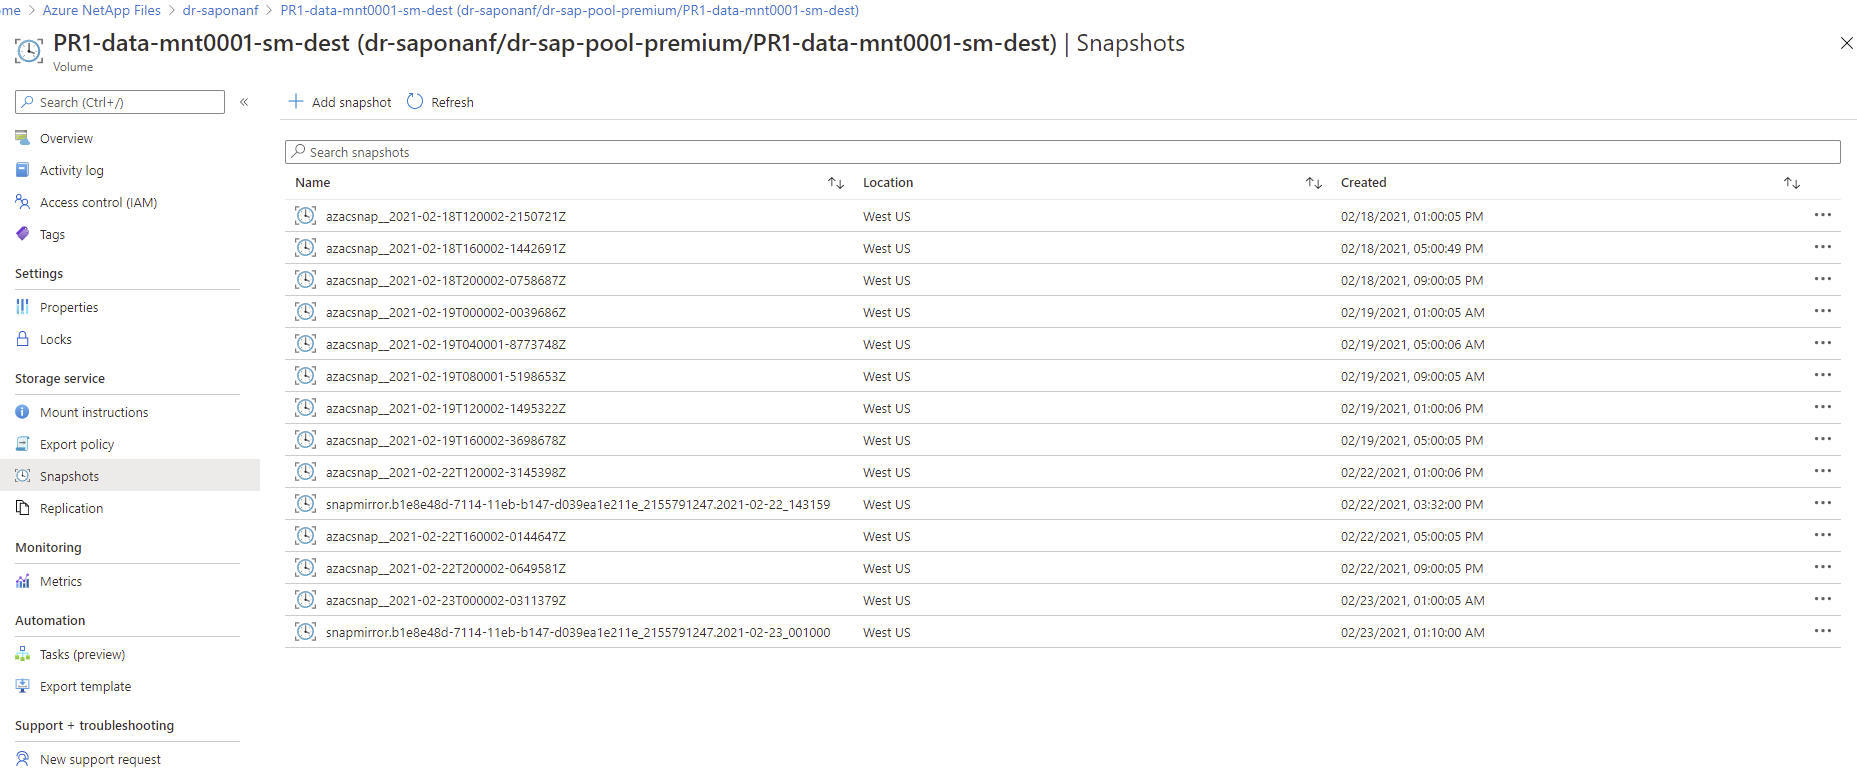 ome > Azure NetApp Files > dr-saponanf > PR1-data-mnt0001-sm-dest (dr-saponanf/dr-sap-pool-premium/PR1-data-mnt0001-sm-dest)
PR1-data-mnt0001-sm-dest (dr-saponanf/dr-sap-pool-premium/PR1-data-mnt0001-sm-dest) | Snapshots
Volume
Search (Ctrl+/)
Overview
Activity log
Access control (IAM)
Tags
Settings
Properties
Locks
Storage service
Mount instructions
Export policy
Snapshots
Replication
Monitoring
Metrics
Automation
Tasks (preview)
Export template
Support + troubleshooting
New support request
Add snapshot Refresh
Search snapshots
Name Location Created
azacsnap__2021-02-18T120002-2150721Z West US 02/18/2021, 01:00:05 PM
azacsnap__2021-02-18T160002-1442691Z West US 02/18/2021, 05:00:49 PM
azacsnap__2021-02-18T200002-0758687Z West US 02/18/2021, 09:00:05 PM
azacsnap__2021-02-19T000002-0039686Z West US 02/19/2021, 01:00:05 AM
azacsnap__2021-02-19T040001-8773748Z West US 02/19/2021, 05:00:06 AM
azacsnap__2021-02-19T080001-5198653Z West US 02/19/2021, 09:00:05 AM
azacsnap__2021-02-19T120002-1495322Z West US 02/19/2021, 01:00:06 PM
azacsnap__2021-02-19T160002-3698678Z West US 02/19/2021, 05:00:05 PM
azacsnap__2021-02-22T120002-3145398Z West US 02/22/2021, 01:00:06 PM
snapmirror.b1e8e48d-7114-11eb-b147-d039ea1e211e_2155791247.2021-02-22_143159 West US 02/22/2021, 03:32:00 PM
azacsnap__2021-02-22T160002-0144647Z West US 02/22/2021, 05:00:05 PM
azacsnap__2021-02-22T200002-0649581Z West US 02/22/2021, 09:00:05 PM
azacsnap__2021-02-23T000002-0311379Z West US 02/23/2021, 01:00:05 AM
snapmirror.b1e8e48d-7114-11eb-b147-d039ea1e211e_2155791247.2021-02-23_001000 West US 02/23/2021, 01:10:00 AM